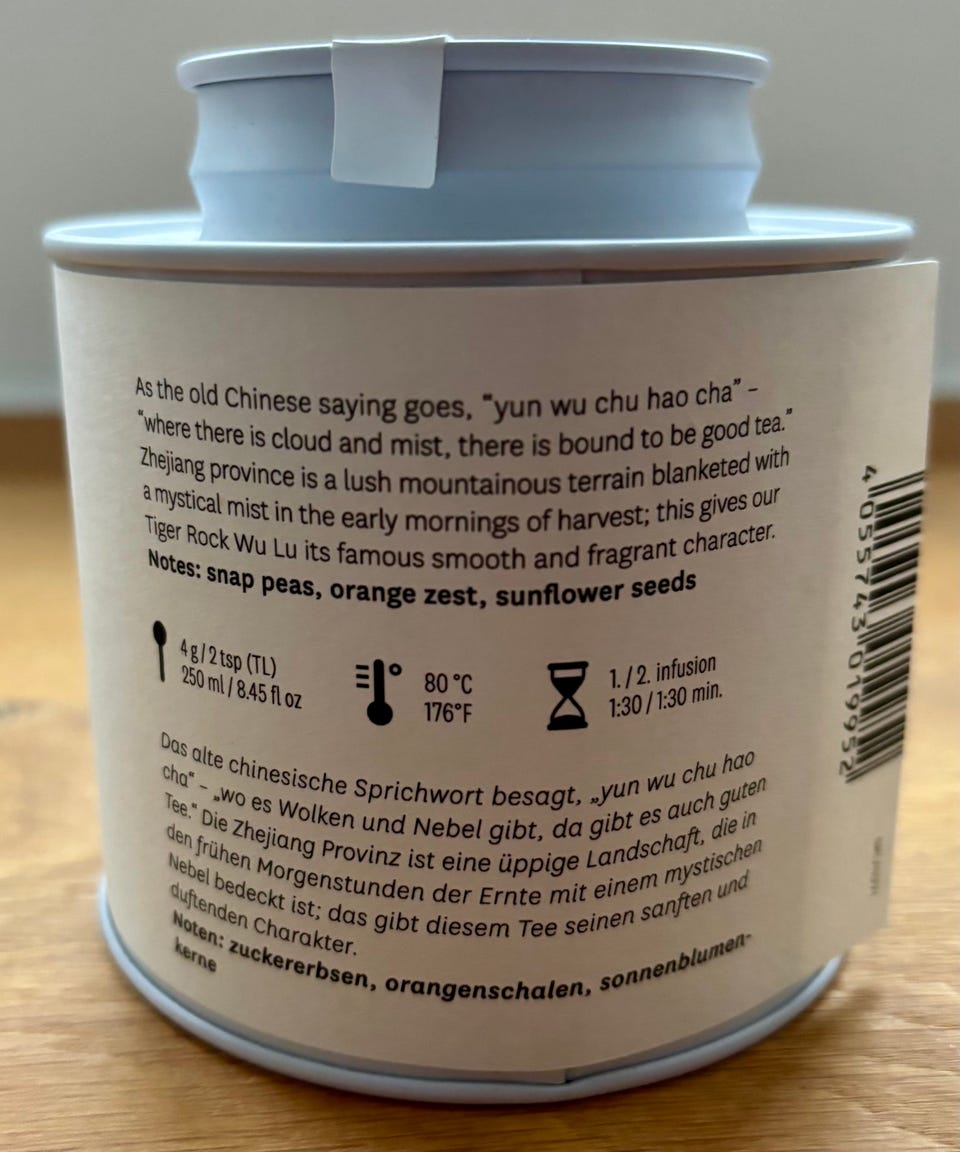 As the old Chinese saying goes, “yun wu chu hao cha” –
“where there is cloud and mist, there is bound to be good tea.”
Zhejiang province is a lush mountainous terrain blanketed with
a mystical mist in the early mornings of harvest; this gives our
Tiger Rock Wu Lu its famous smooth and fragrant character.
Notes: snap peas, orange zest, sunflower seeds
4 g / 2 tsp (TL)
250 ml / 8.45 fl oz
80 °C
176°F
1. / 2. infusion
1:30 / 1:30 min.
Das alte chinesische Sprichwort besagt, „yun wu chu hao
cha“ – „wo es Wolken und Nebel gibt, da gibt es auch guten
Tee.“ Die Zhejiang Provinz ist eine üppige Landschaft, die in
den frühen Morgenstunden der Ernte mit einem mystischen
Nebel bedeckt ist; das gibt diesem Tee seinen sanften und
duftenden Charakter.
Noten: zuckererbsen, orangenschalen, sonnenblumen-
kerne
4 055743 019952